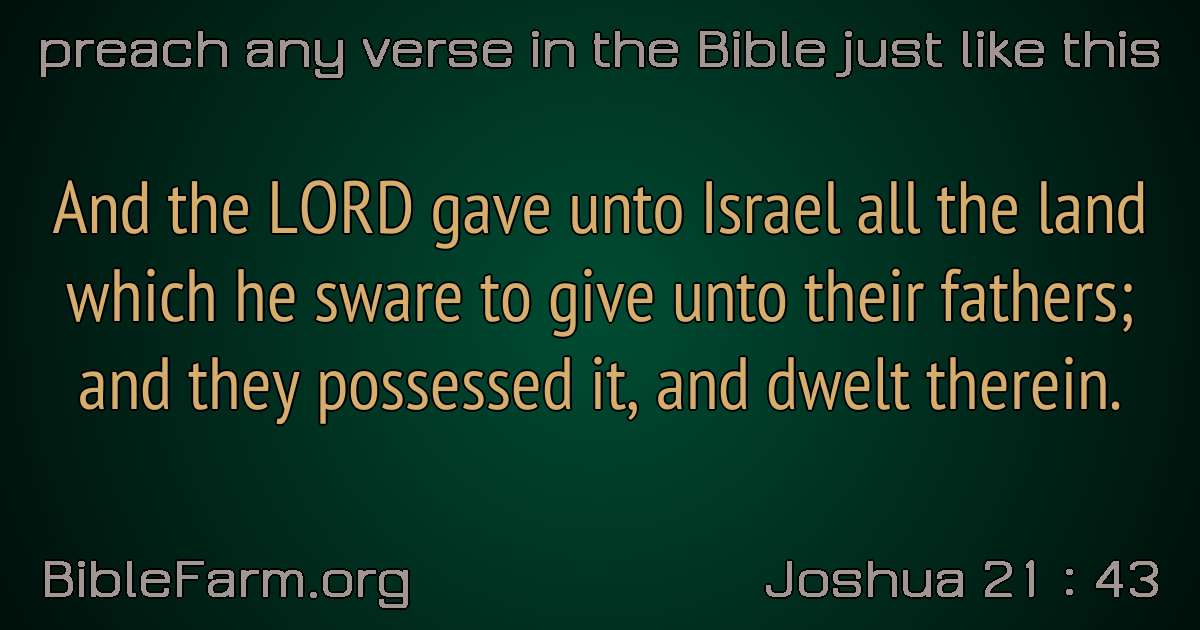 preach any verse in the Bible just like this
And the LORD gave unto Israel all the land
which he sware to give unto their fathers;
and they possessed it, and dwelt therein.
BibleFarm.org
Joshua 21 : 43